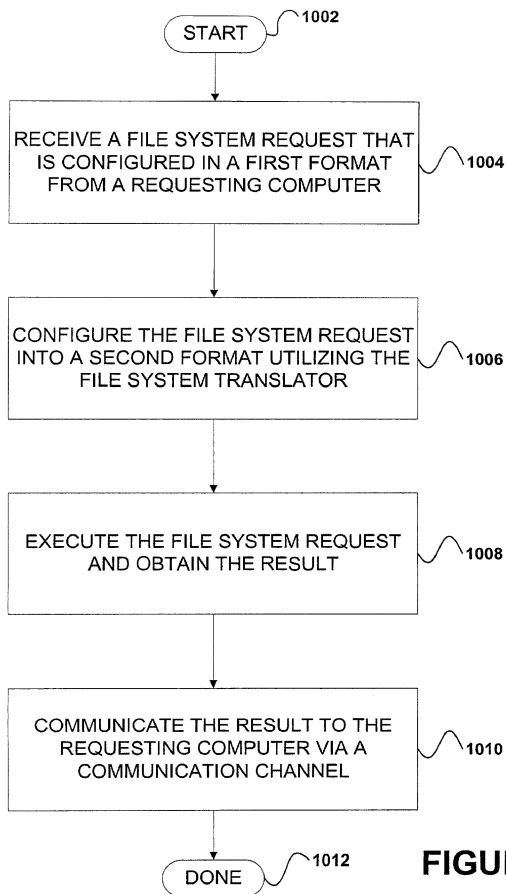 START
1002
RECEIVE A FILE SYSTEM REQUEST THAT
IS CONFIGURED IN A FIRST FORMAT
FROM A REQUESTING COMPUTER
1004
CONFIGURE THE FILE SYSTEM REQUEST
INTO A SECOND FORMAT UTILIZING THE
FILE SYSTEM TRANSLATOR
1006
EXECUTE THE FILE SYSTEM REQUEST
AND OBTAIN THE RESULT
1008
COMMUNICATE THE RESULT TO THE
REQUESTING COMPUTER VIA A
COMMUNICATION CHANNEL
1010
DONE
1012